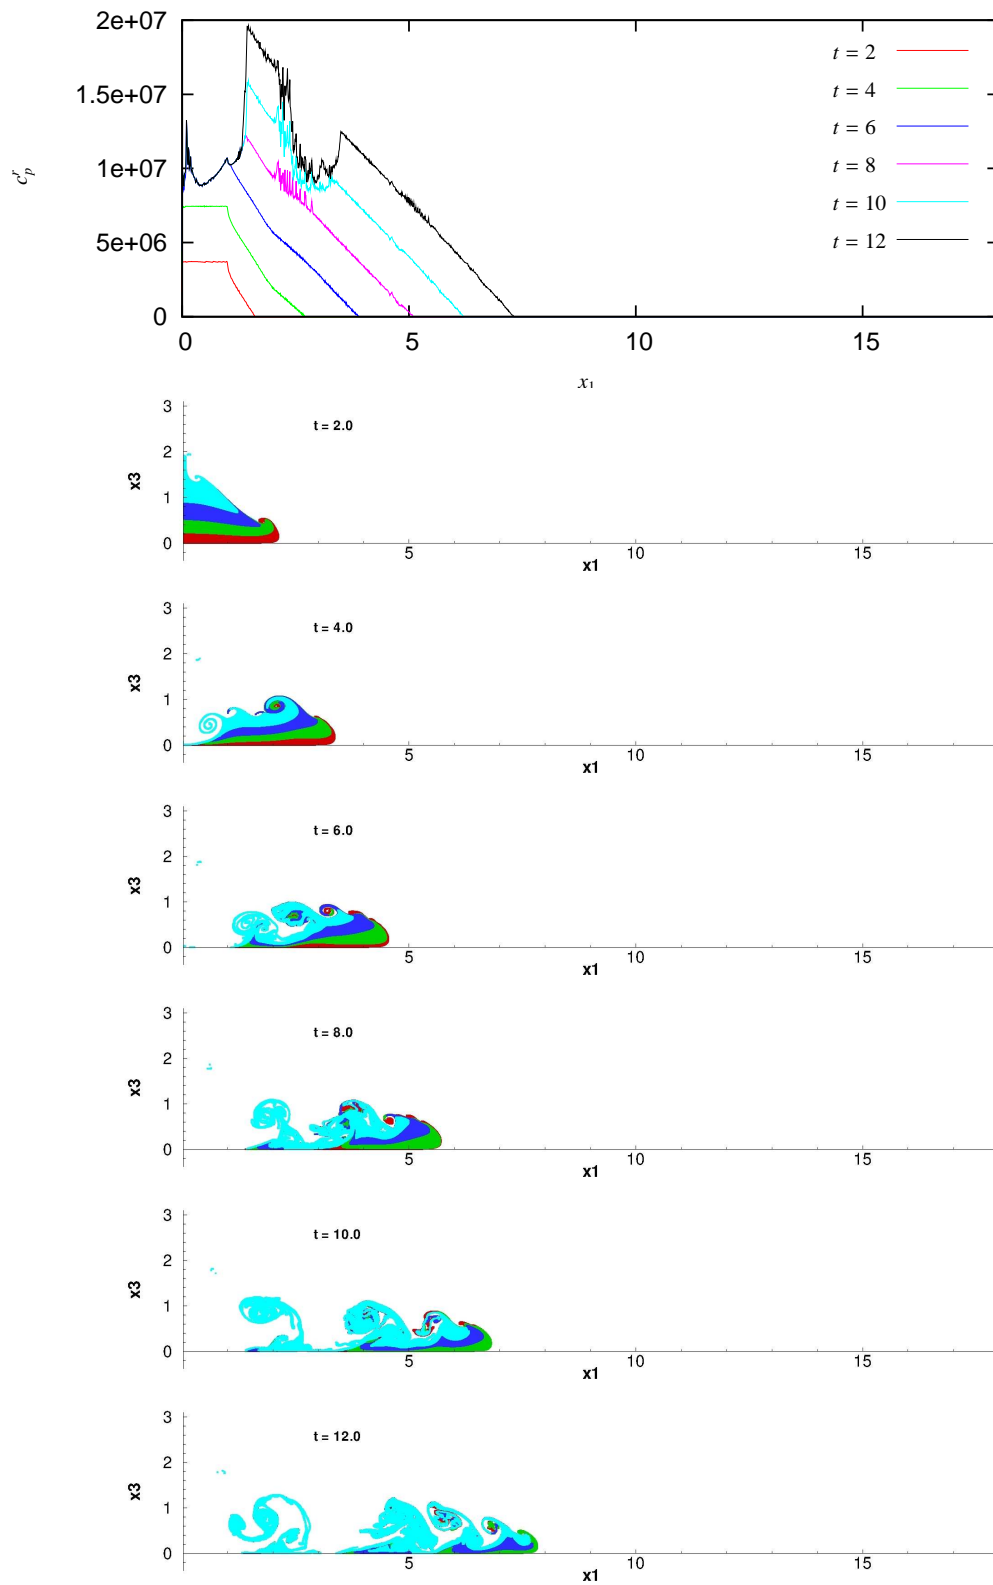 2e+07
1.5e+07
1e+07
5e+06
0
c_p^r
t = 2
t = 4
t = 6
t = 8
t = 10
t = 12
0 5 10 15
x₁
3
t = 2.0
2
x3
1
0
5 10 15
x1
3
t = 4.0
2
x3
1
0
5 10 15
x1
3
t = 6.0
2
x3
1
0
5 10 15
x1
3
t = 8.0
2
x3
1
0
5 10 15
x1
3
t = 10.0
2
x3
1
0
5 10 15
x1
3
t = 12.0
2
x3
1
0
5 10 15
x1